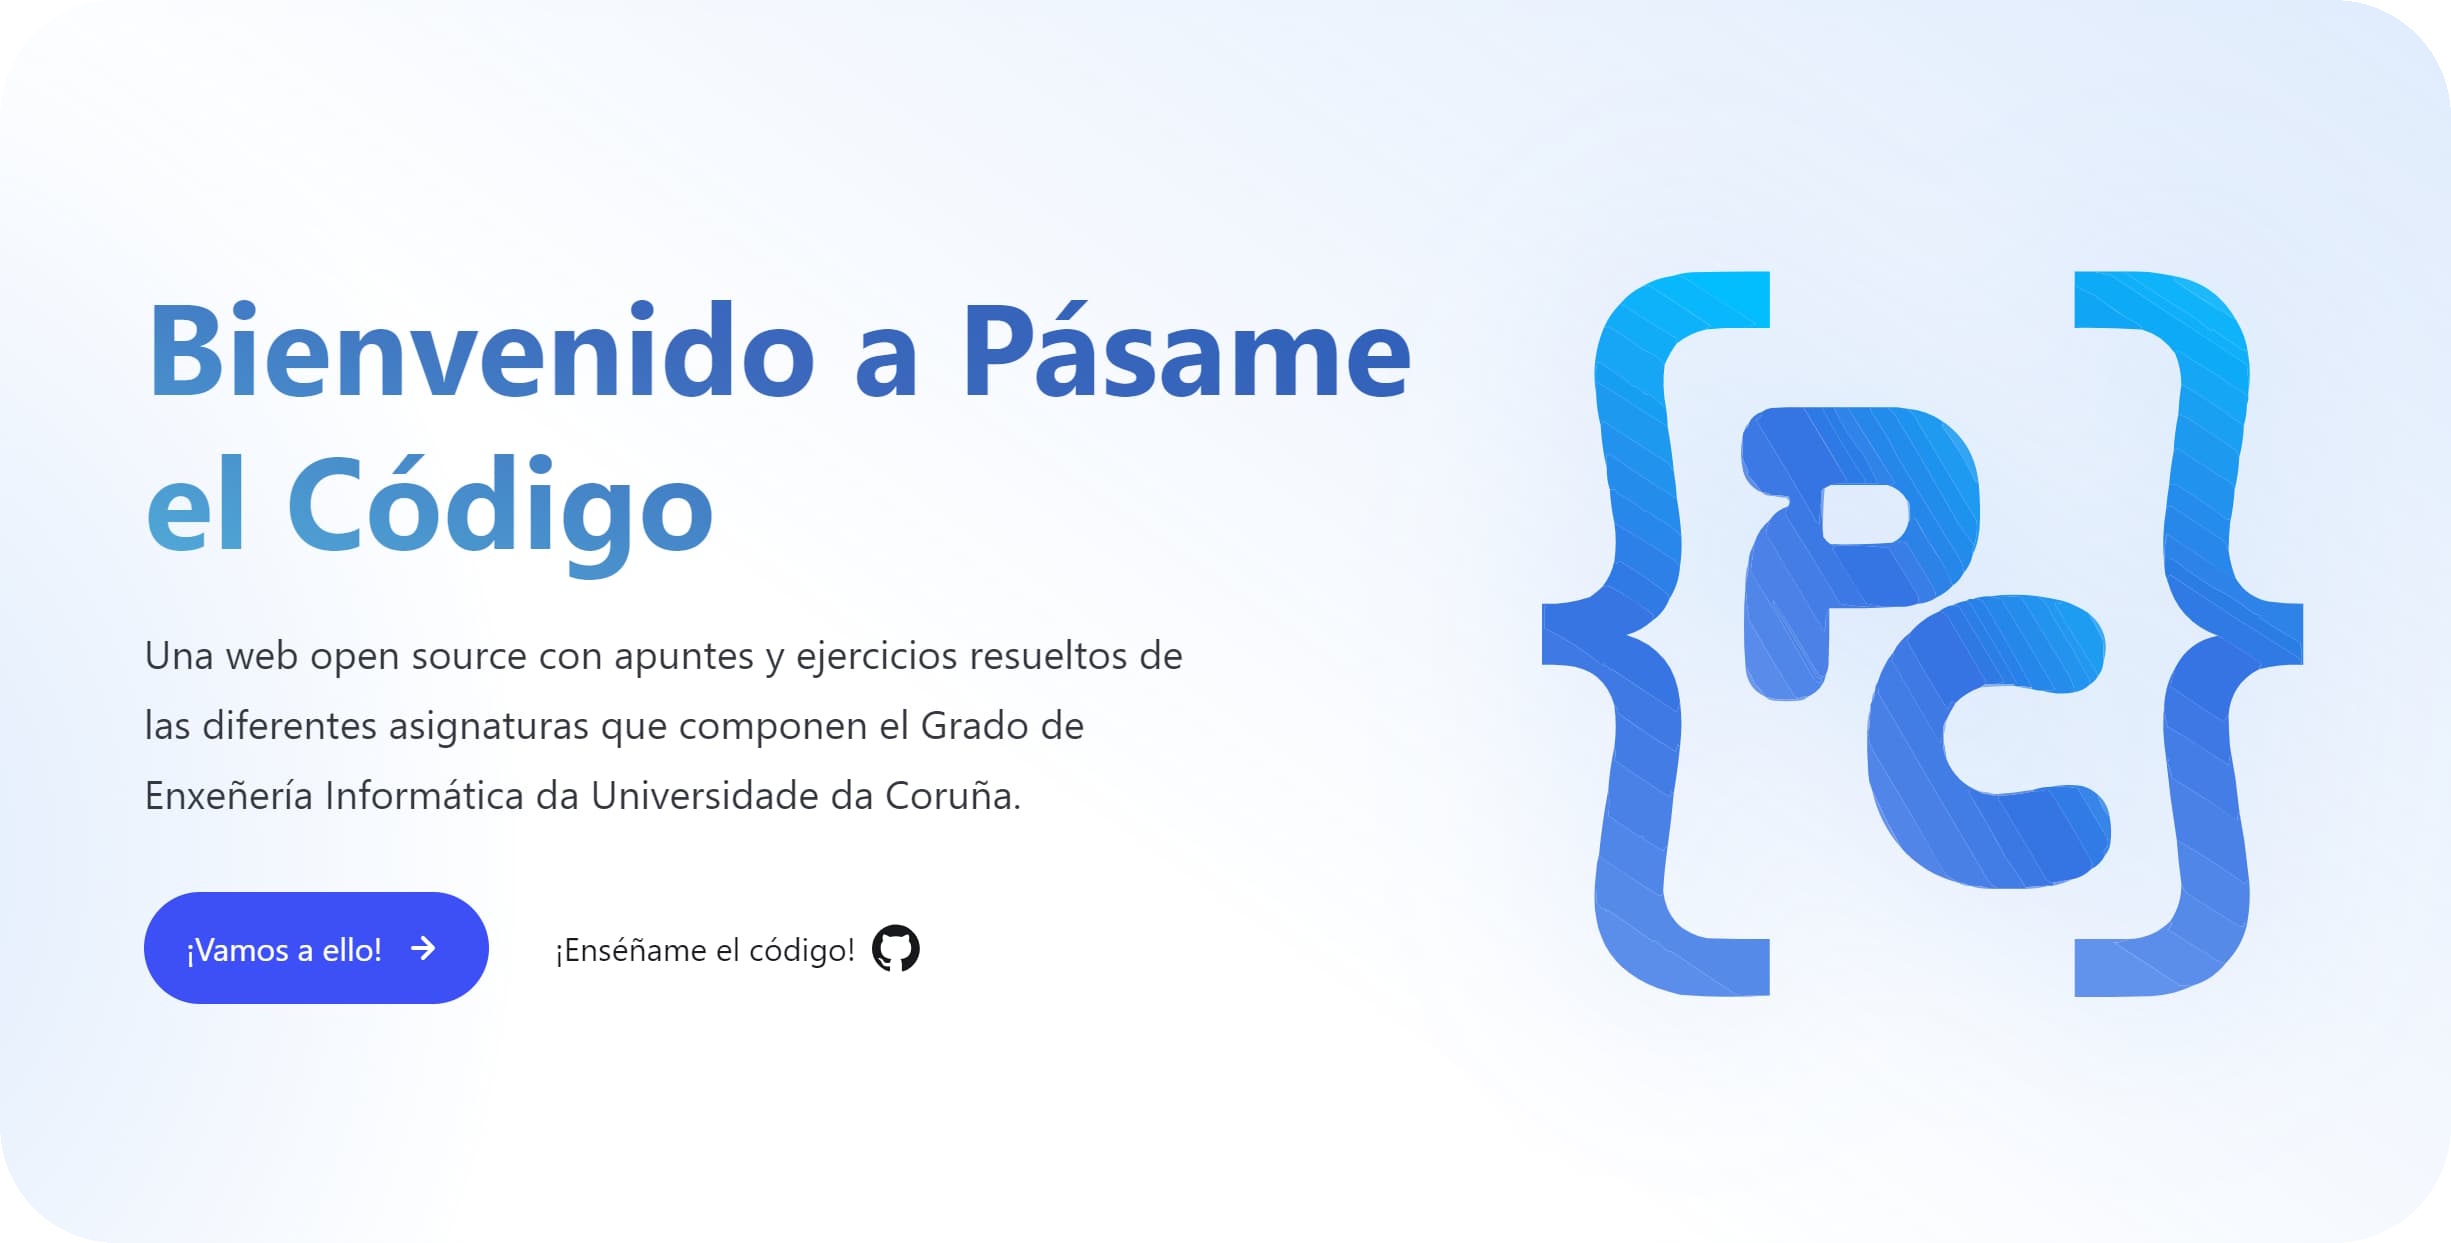 Bienvenido a Pásame
el Código
Una web open source con apuntes y ejercicios resueltos de
las diferentes asignaturas que componen el Grado de
Enxeñería Informática da Universidade da Coruña.
¡Vamos a ello!
¡Enséñame el código!
{PC}